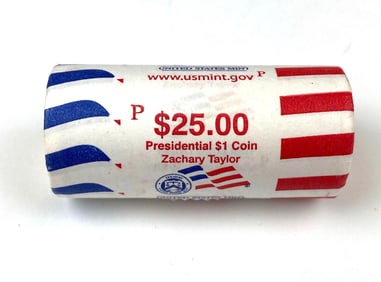 UNITED STATES MINT
www.usmint.gov P
P
$25.00
Presidential $1 Coin
Zachary Taylor